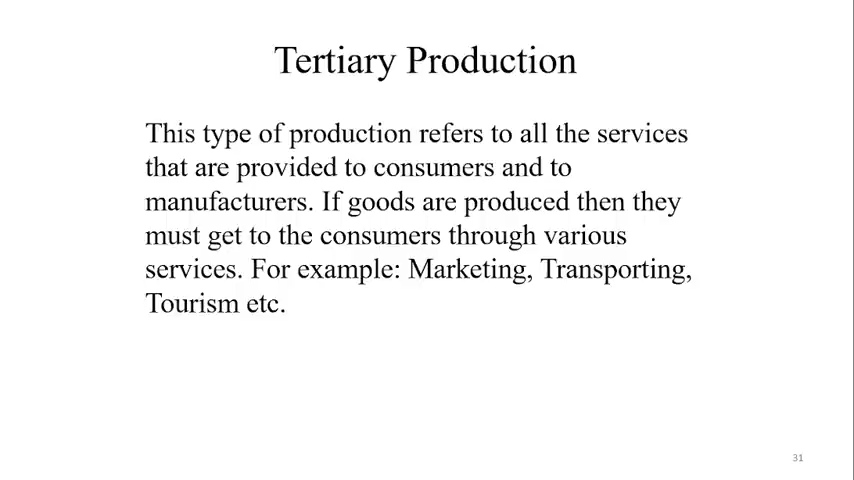 Tertiary Production
This type of production refers to all the services
that are provided to consumers and to
manufacturers. If goods are produced then they
must get to the consumers through various
services. For example: Marketing, Transporting,
Tourism etc.
31